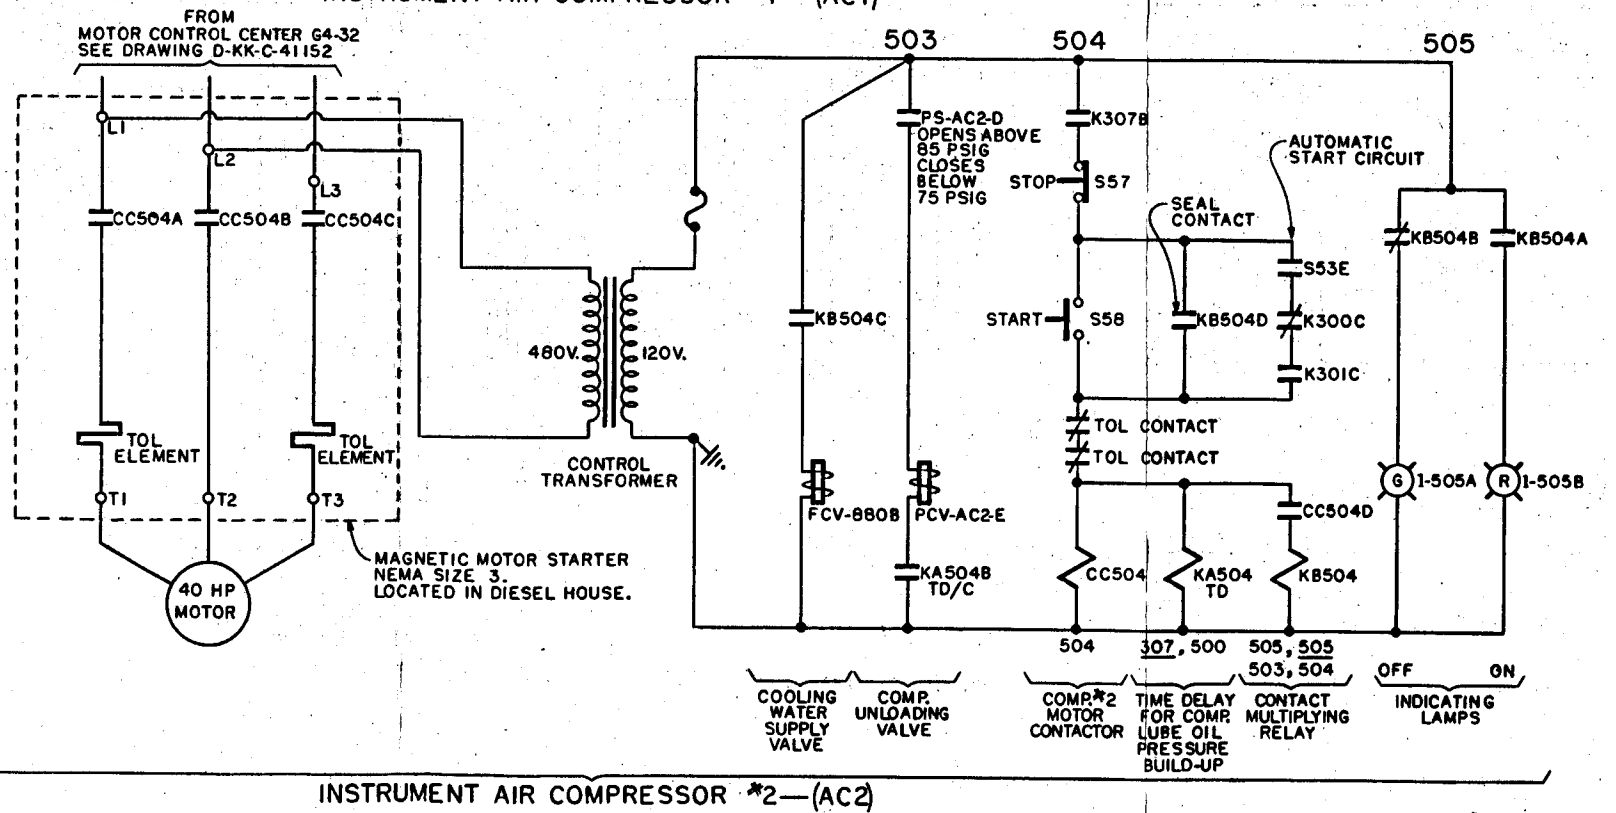 INSTRUMENT AIR COMPRESSOR (AC1)
FROM
MOTOR CONTROL CENTER G4-32
SEE DRAWING D-KK-C-41152
503
504
505
L1
L2
L3
CC504A
CC504B
CC504C
TOL
ELEMENT
TOL
ELEMENT
T1
T2
T3
40 HP
MOTOR
MAGNETIC MOTOR STARTER
NEMA SIZE 3.
LOCATED IN DIESEL HOUSE.
480V.
120V.
CONTROL
TRANSFORMER
KB504C
FCV-880B
PS-AC2-D
OPENS ABOVE
85 PSIG
CLOSES
BELOW
75 PSIG
PCV-AC2-E
KA504B
TD/C
K307B
STOP
S57
START
S58
SEAL
CONTACT
KB504D
AUTOMATIC
START CIRCUIT
S53E
K300C
K301C
TOL CONTACT
TOL CONTACT
CC504
KA504
TD
CC504D
KB504
KB504B
KB504A
G
I-505A
R
I-505B
504
307, 500
505, 505
503, 504
OFF
ON
COOLING
WATER
SUPPLY
VALVE
COMP.
UNLOADING
VALVE
COMP.#2
MOTOR
CONTACTOR
TIME DELAY
FOR COMP.
LUBE OIL
PRESSURE
BUILD-UP
CONTACT
MULTIPLYING
RELAY
INDICATING
LAMPS
INSTRUMENT AIR COMPRESSOR #2—(AC2)